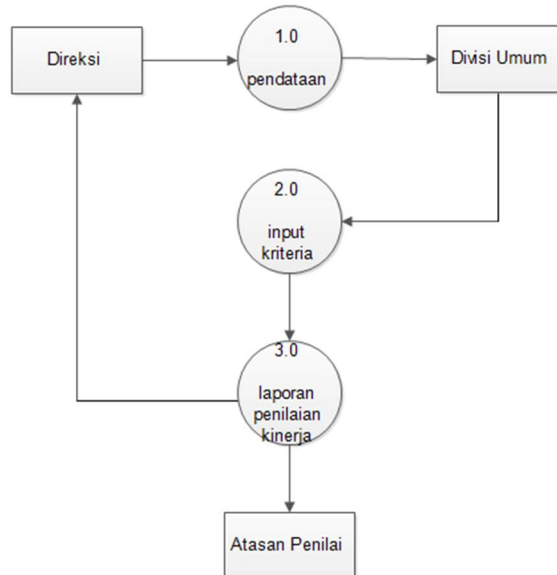 Direksi
1.0
pendataan
Divisi Umum
2.0
input
kriteria
3.0
laporan
penilaian
kinerja
Atasan Penilai